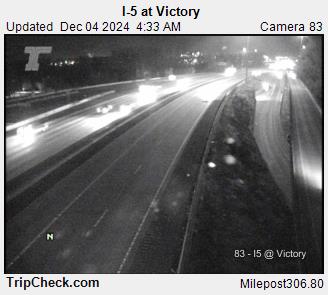 I-5 at Victory
Updated Dec 04 2024 4:33 AM Camera 83
T
N
83 - I5 @ Victory
TripCheck.com Milepost306.80